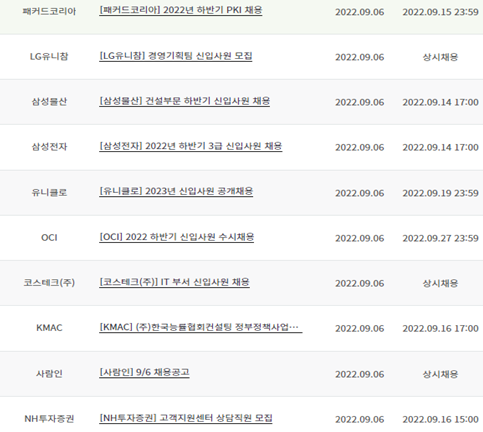 패커드코리아 [패커드코리아] 2022년 하반기 PKI 채용 2022.09.06 2022.09.15 23:59
LG유니참 [LG유니참] 경영기획팀 신입사원 모집 2022.09.06 상시채용
삼성물산 [삼성물산] 건설부문 하반기 신입사원 채용 2022.09.06 2022.09.14 17:00
삼성전자 [삼성전자] 2022년 하반기 3급 신입사원 채용 2022.09.06 2022.09.14 17:00
유니클로 [유니클로] 2023년 신입사원 공개채용 2022.09.06 2022.09.19 23:59
OCI [OCI] 2022 하반기 신입사원 수시채용 2022.09.06 2022.09.27 23:59
코스테크(주) [코스테크(주)] IT 부서 신입사원 채용 2022.09.06 상시채용
KMAC [KMAC] (주)한국능률협회컨설팅 정부정책사업… 2022.09.06 2022.09.16 17:00
사람인 [사람인] 9/6 채용공고 2022.09.06 상시채용
NH투자증권 [NH투자증권] 고객지원센터 상담직원 모집 2022.09.06 2022.09.16 15:00